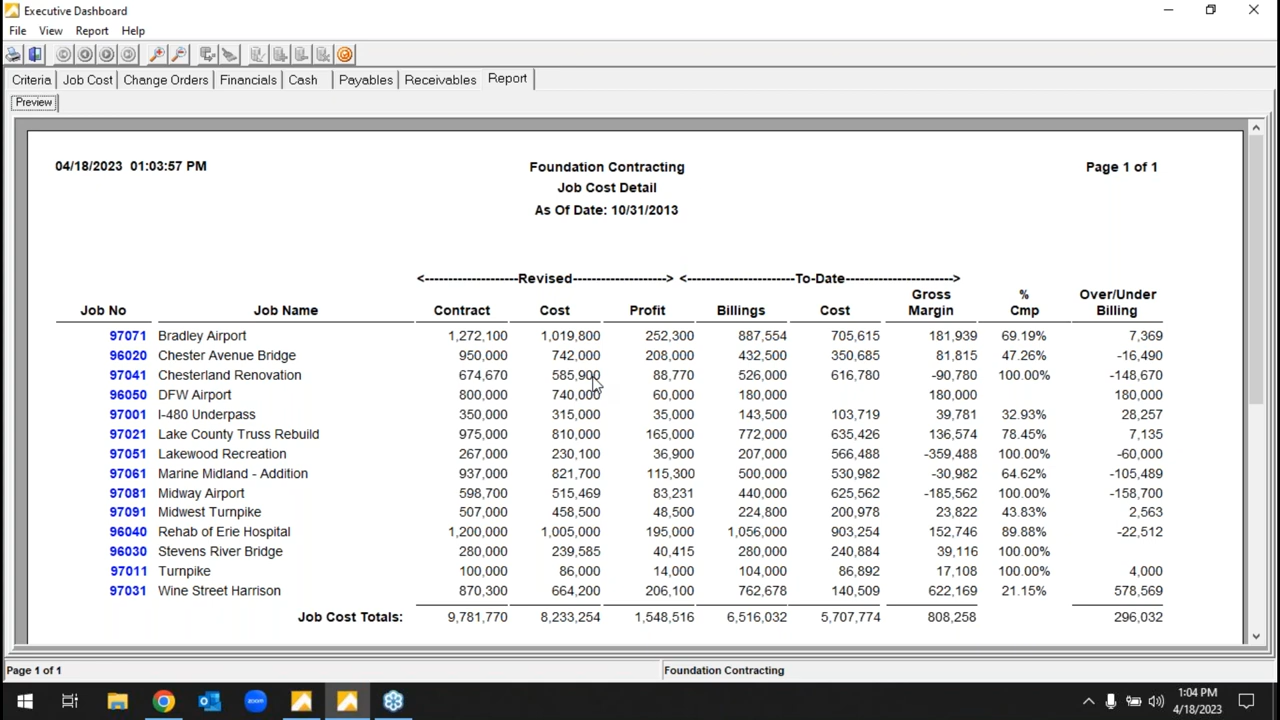 Executive Dashboard
File View Report Help
Criteria Job Cost Change Orders Financials Cash Payables Receivables Report
Preview
04/18/2023 01:03:57 PM Foundation Contracting Page 1 of 1
Job Cost Detail
As Of Date: 10/31/2013
<--------------------Revised--------------------> <----------------------To-Date---------------------->
Gross % Over/Under
Job No Job Name Contract Cost Profit Billings Cost Margin Cmp Billing
97071 Bradley Airport 1,272,100 1,019,800 252,300 887,554 705,615 181,939 69.19% 7,369
96020 Chester Avenue Bridge 950,000 742,000 208,000 432,500 350,685 81,815 47.26% -16,490
97041 Chesterland Renovation 674,670 585,900 88,770 526,000 616,780 -90,780 100.00% -148,670
96050 DFW Airport 800,000 740,000 60,000 180,000 180,000 180,000
97001 I-480 Underpass 350,000 315,000 35,000 143,500 103,719 39,781 32.93% 28,257
97021 Lake County Truss Rebuild 975,000 810,000 165,000 772,000 635,426 136,574 78.45% 7,135
97051 Lakewood Recreation 267,000 230,100 36,900 207,000 566,488 -359,488 100.00% -60,000
97061 Marine Midland - Addition 937,000 821,700 115,300 500,000 530,982 -30,982 64.62% -105,489
97081 Midway Airport 598,700 515,469 83,231 440,000 625,562 -185,562 100.00% -158,700
97091 Midwest Turnpike 507,000 458,500 48,500 224,800 200,978 23,822 43.83% 2,563
96040 Rehab of Erie Hospital 1,200,000 1,005,000 195,000 1,056,000 903,254 152,746 89.88% -22,512
96030 Stevens River Bridge 280,000 239,585 40,415 280,000 240,884 39,116 100.00%
97011 Turnpike 100,000 86,000 14,000 104,000 86,892 17,108 100.00% 4,000
97031 Wine Street Harrison 870,300 664,200 206,100 762,678 140,509 622,169 21.15% 578,569
Job Cost Totals: 9,781,770 8,233,254 1,548,516 6,516,032 5,707,774 808,258 296,032
Page 1 of 1 Foundation Contracting
zoom
1:04 PM
4/18/2023